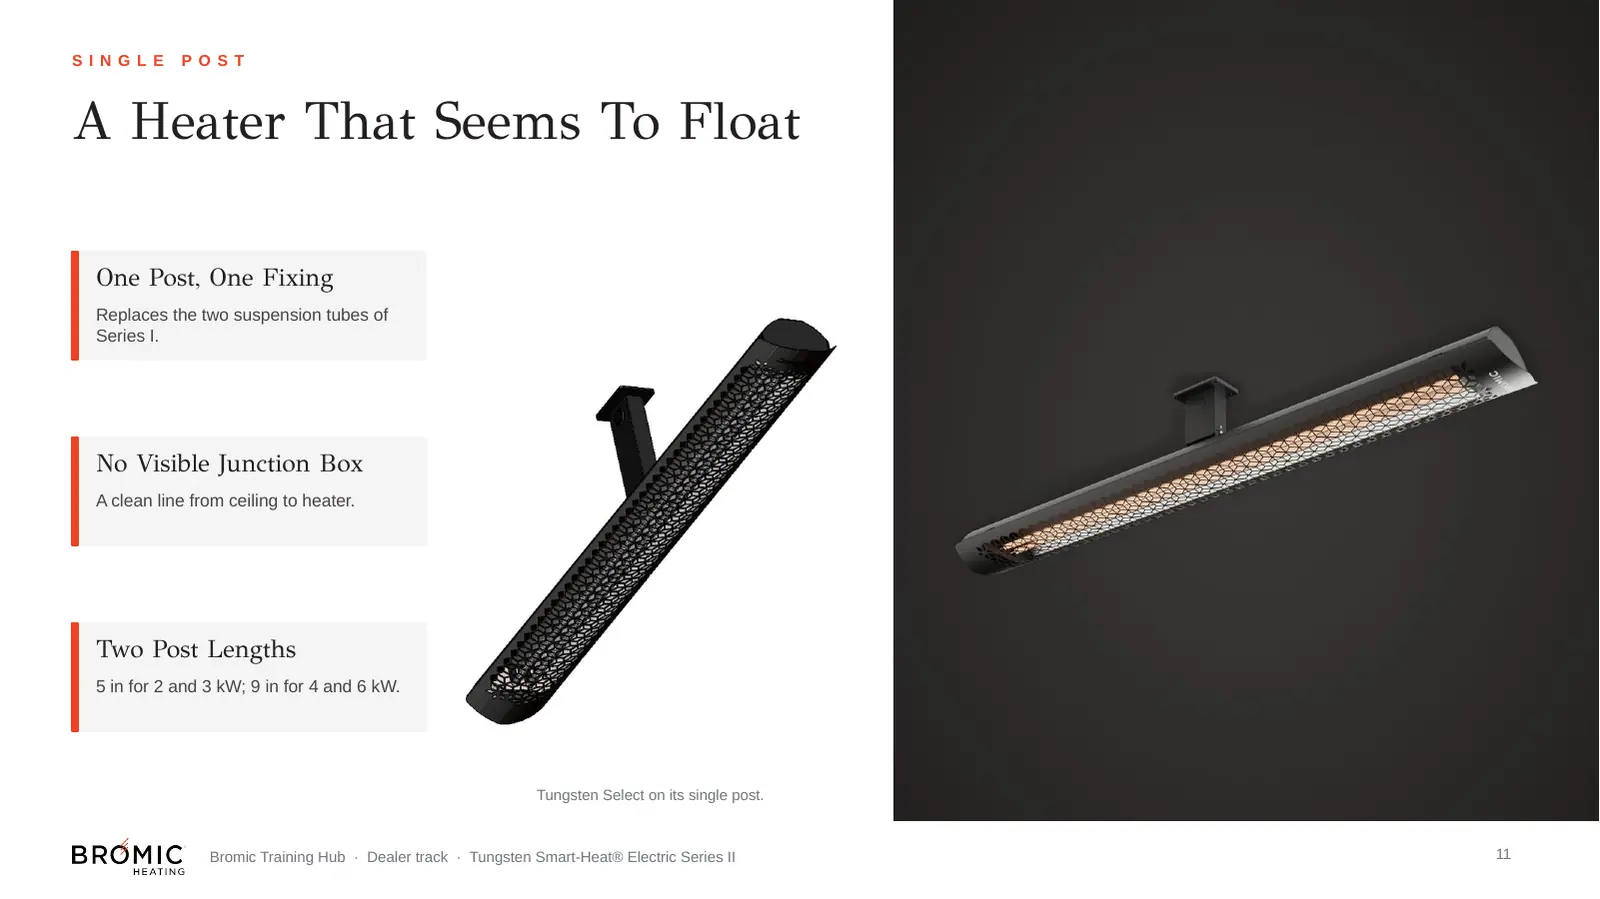 SINGLE POST
A Heater That Seems To Float
One Post, One Fixing
Replaces the two suspension tubes of
Series I.
No Visible Junction Box
A clean line from ceiling to heater.
Two Post Lengths
5 in for 2 and 3 kW; 9 in for 4 and 6 kW.
Tungsten Select on its single post.
BROMIC
HEATING
Bromic Training Hub · Dealer track · Tungsten Smart-Heat® Electric Series II
11